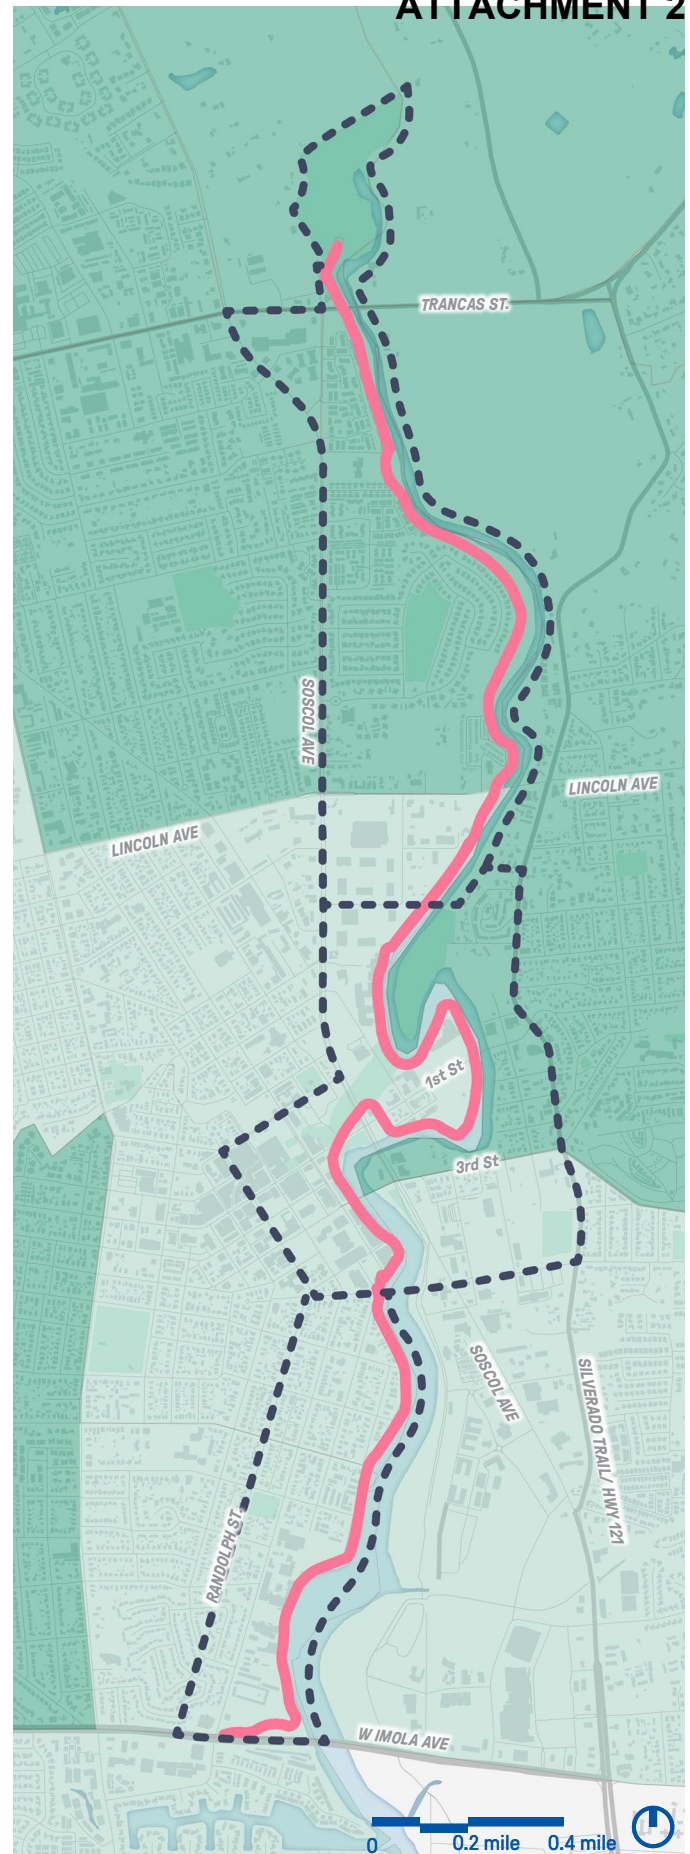 ATTACHMENT 2
TRANCAS ST.
SOSCOL AVE
LINCOLN AVE
LINCOLN AVE
1st St
3rd St
SOSCOL AVE
SILVERADO TRAIL/ HWY 121
RANDOLPH ST.
W IMOLA AVE
0 0.2 mile 0.4 mile